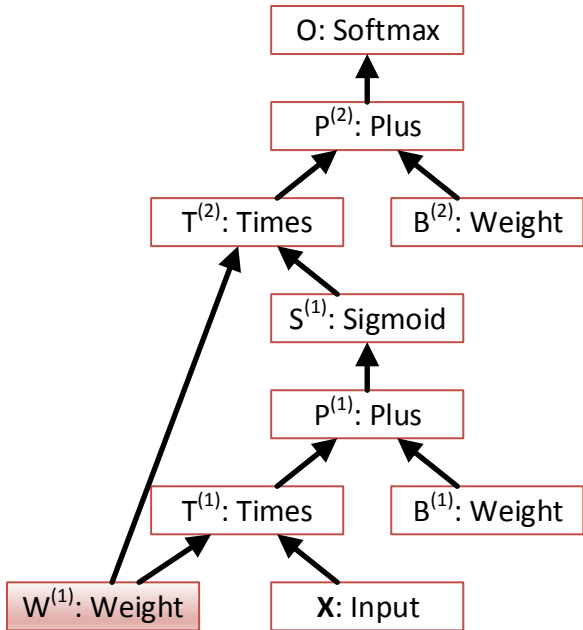 O: Softmax
P(2): Plus
T(2): Times
B(2): Weight
S(1): Sigmoid
P(1): Plus
T(1): Times
B(1): Weight
W(1): Weight
X: Input